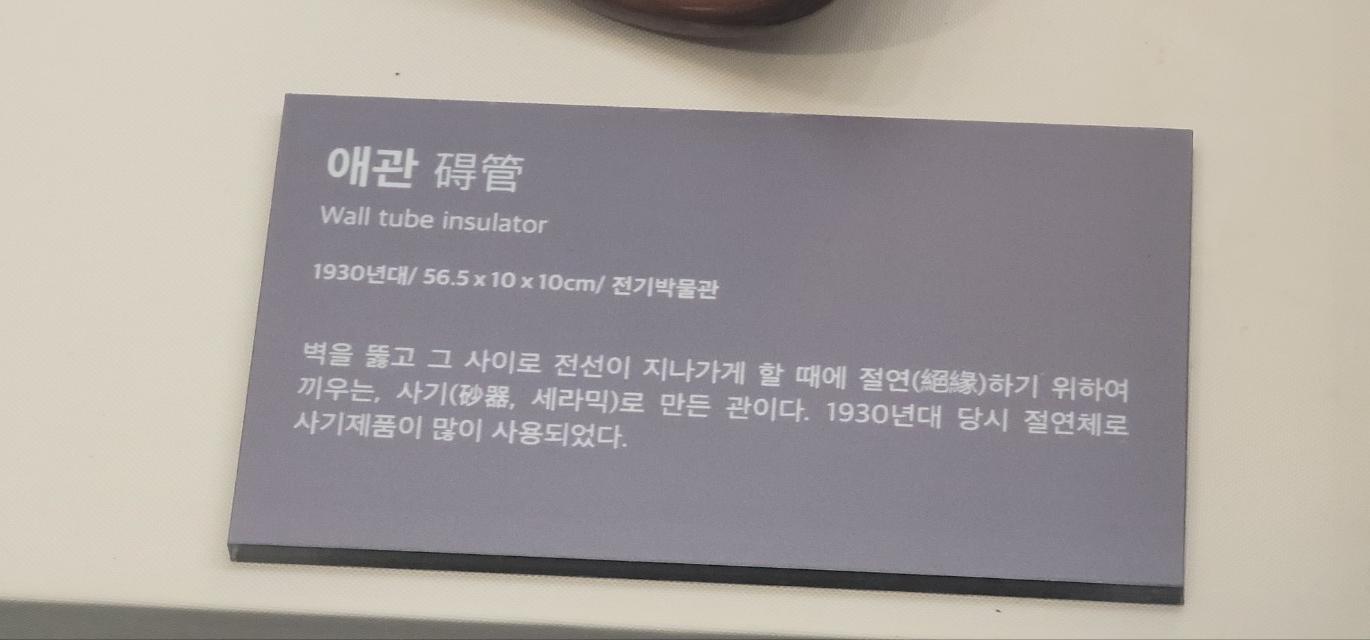 애관 碍管
Wall tube insulator
1930년대/ 56.5 x 10 x 10cm/ 전기박물관
벽을 뚫고 그 사이로 전선이 지나가게 할 때에 절연(絕緣)하기 위하여
끼우는, 사기(砂器, 세라믹)로 만든 관이다. 1930년대 당시 절연체로
사기제품이 많이 사용되었다.